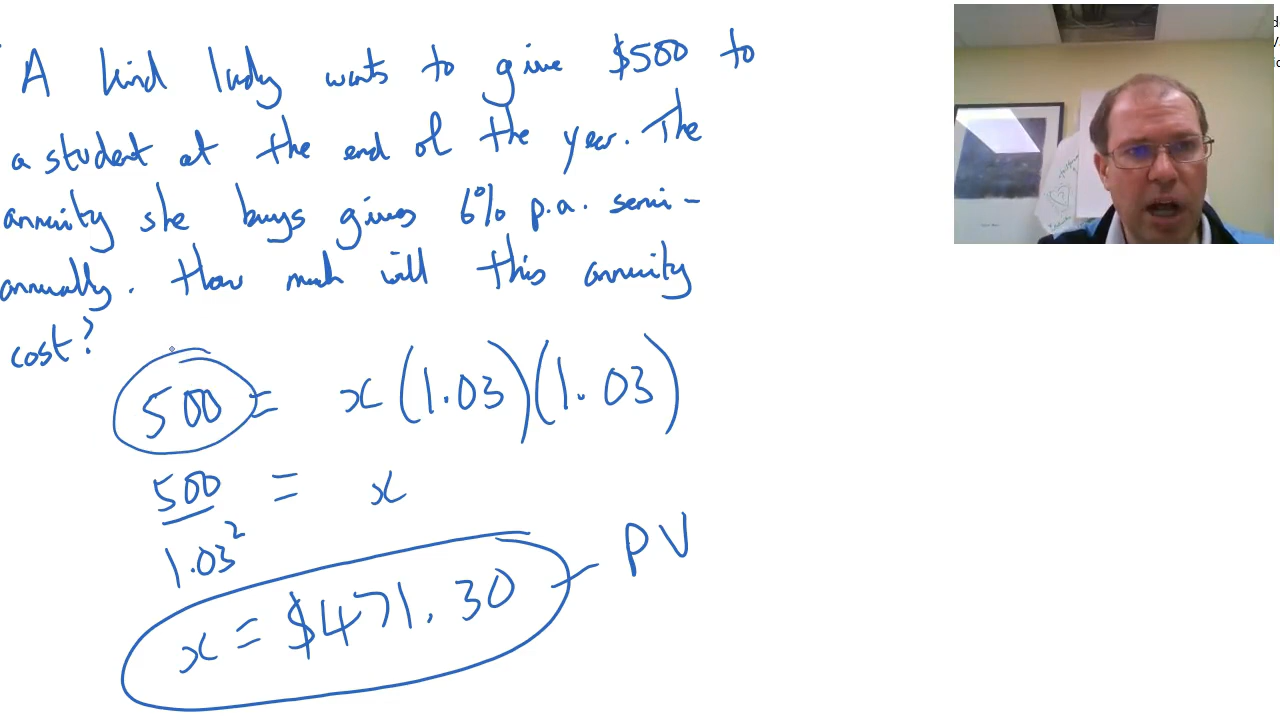 A kind lady wants to give $500 to
a student at the end of the year. The
annuity she buys gives 6% p.a. semi-
annually. How much will this annuity
cost?
500 = x(1.03)(1.03)
500 = x
1.03²
x = $471.30 - PV